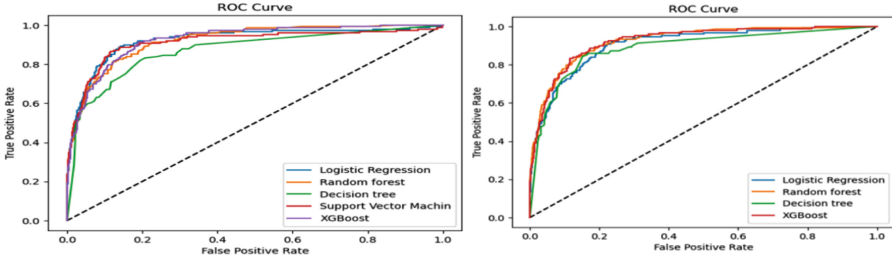 ROC Curve
True Positive Rate
1.0
0.8
0.6
0.4
0.2
0.0
Logistic Regression
Random forest
Decision tree
Support Vector Machin
XGBoost
0.0 0.2 0.4 0.6 0.8 1.0
False Positive Rate
ROC Curve
True Positive Rate
1.0
0.8
0.6
0.4
0.2
0.0
Logistic Regression
Random forest
Decision tree
XGBoost
0.0 0.2 0.4 0.6 0.8 1.0
False Positive Rate